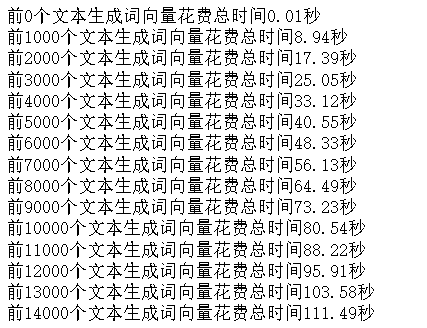 前0个文本生成词向量花费总时间0.01秒
前1000个文本生成词向量花费总时间8.94秒
前2000个文本生成词向量花费总时间17.39秒
前3000个文本生成词向量花费总时间25.05秒
前4000个文本生成词向量花费总时间33.12秒
前5000个文本生成词向量花费总时间40.55秒
前6000个文本生成词向量花费总时间48.33秒
前7000个文本生成词向量花费总时间56.13秒
前8000个文本生成词向量花费总时间64.49秒
前9000个文本生成词向量花费总时间73.23秒
前10000个文本生成词向量花费总时间80.54秒
前11000个文本生成词向量花费总时间88.22秒
前12000个文本生成词向量花费总时间95.91秒
前13000个文本生成词向量花费总时间103.58秒
前14000个文本生成词向量花费总时间111.49秒